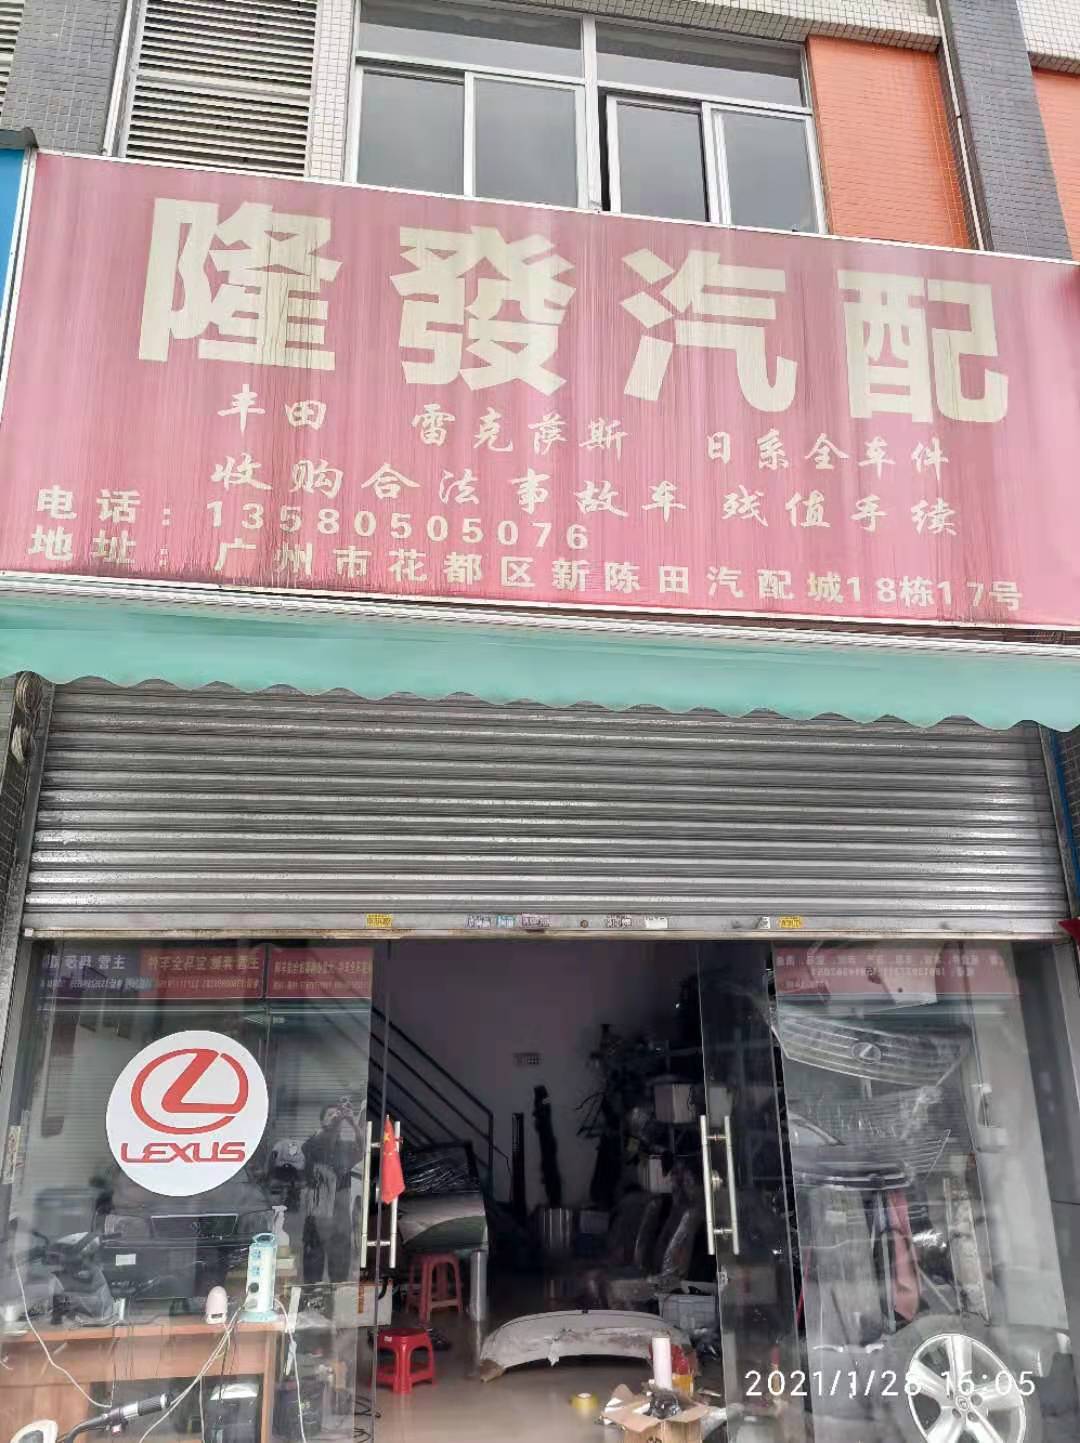 隆發汽配
丰田 雷克萨斯 日系全车件
收购合法事故车 残值手续
电话：13580505076
地址：广州市花都区新陈田汽配城18栋17号
LEXUS
2021/1/28 16:05